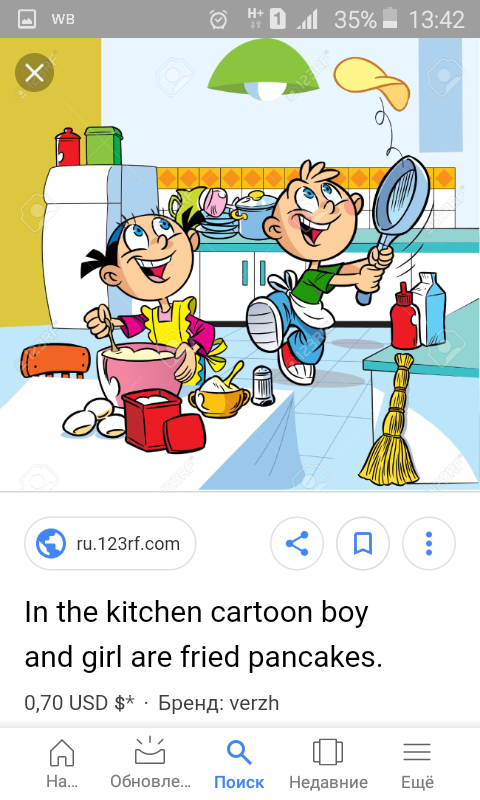 WB H+ 1 35% 13:42
ru.123rf.com
In the kitchen cartoon boy
and girl are fried pancakes.
0,70 USD $* · Бренд: verzh
На... Обновле... Поиск Недавние Ещё